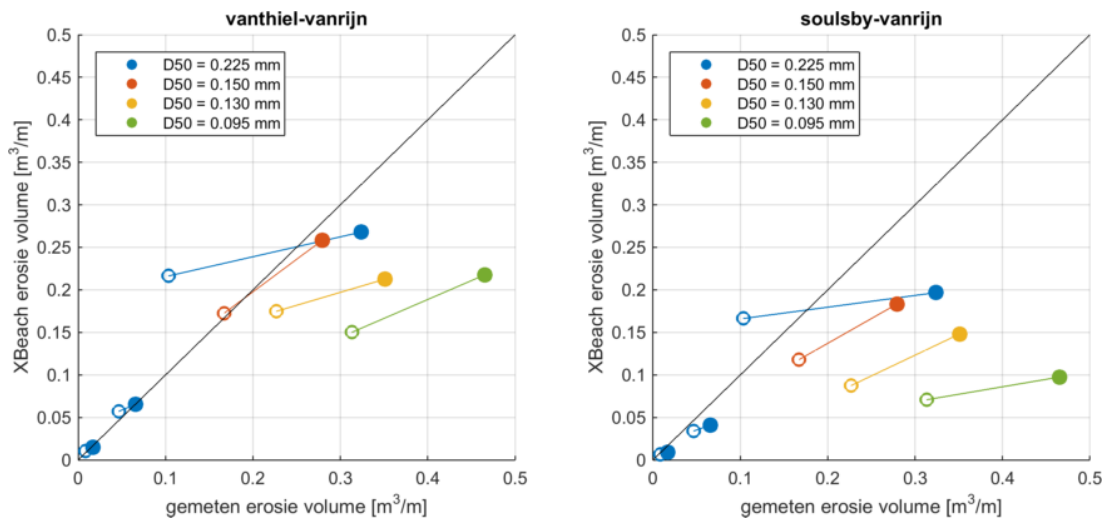 vanthiel-vanrijn
D50 = 0.225 mm
D50 = 0.150 mm
D50 = 0.130 mm
D50 = 0.095 mm
XBeach erosie volume [m³/m]
0.5
0.45
0.4
0.35
0.3
0.25
0.2
0.15
0.1
0.05
0
0 0.1 0.2 0.3 0.4 0.5
gemeten erosie volume [m³/m]
soulsby-vanrijn
D50 = 0.225 mm
D50 = 0.150 mm
D50 = 0.130 mm
D50 = 0.095 mm
XBeach erosie volume [m³/m]
0.5
0.45
0.4
0.35
0.3
0.25
0.2
0.15
0.1
0.05
0
0 0.1 0.2 0.3 0.4 0.5
gemeten erosie volume [m³/m]